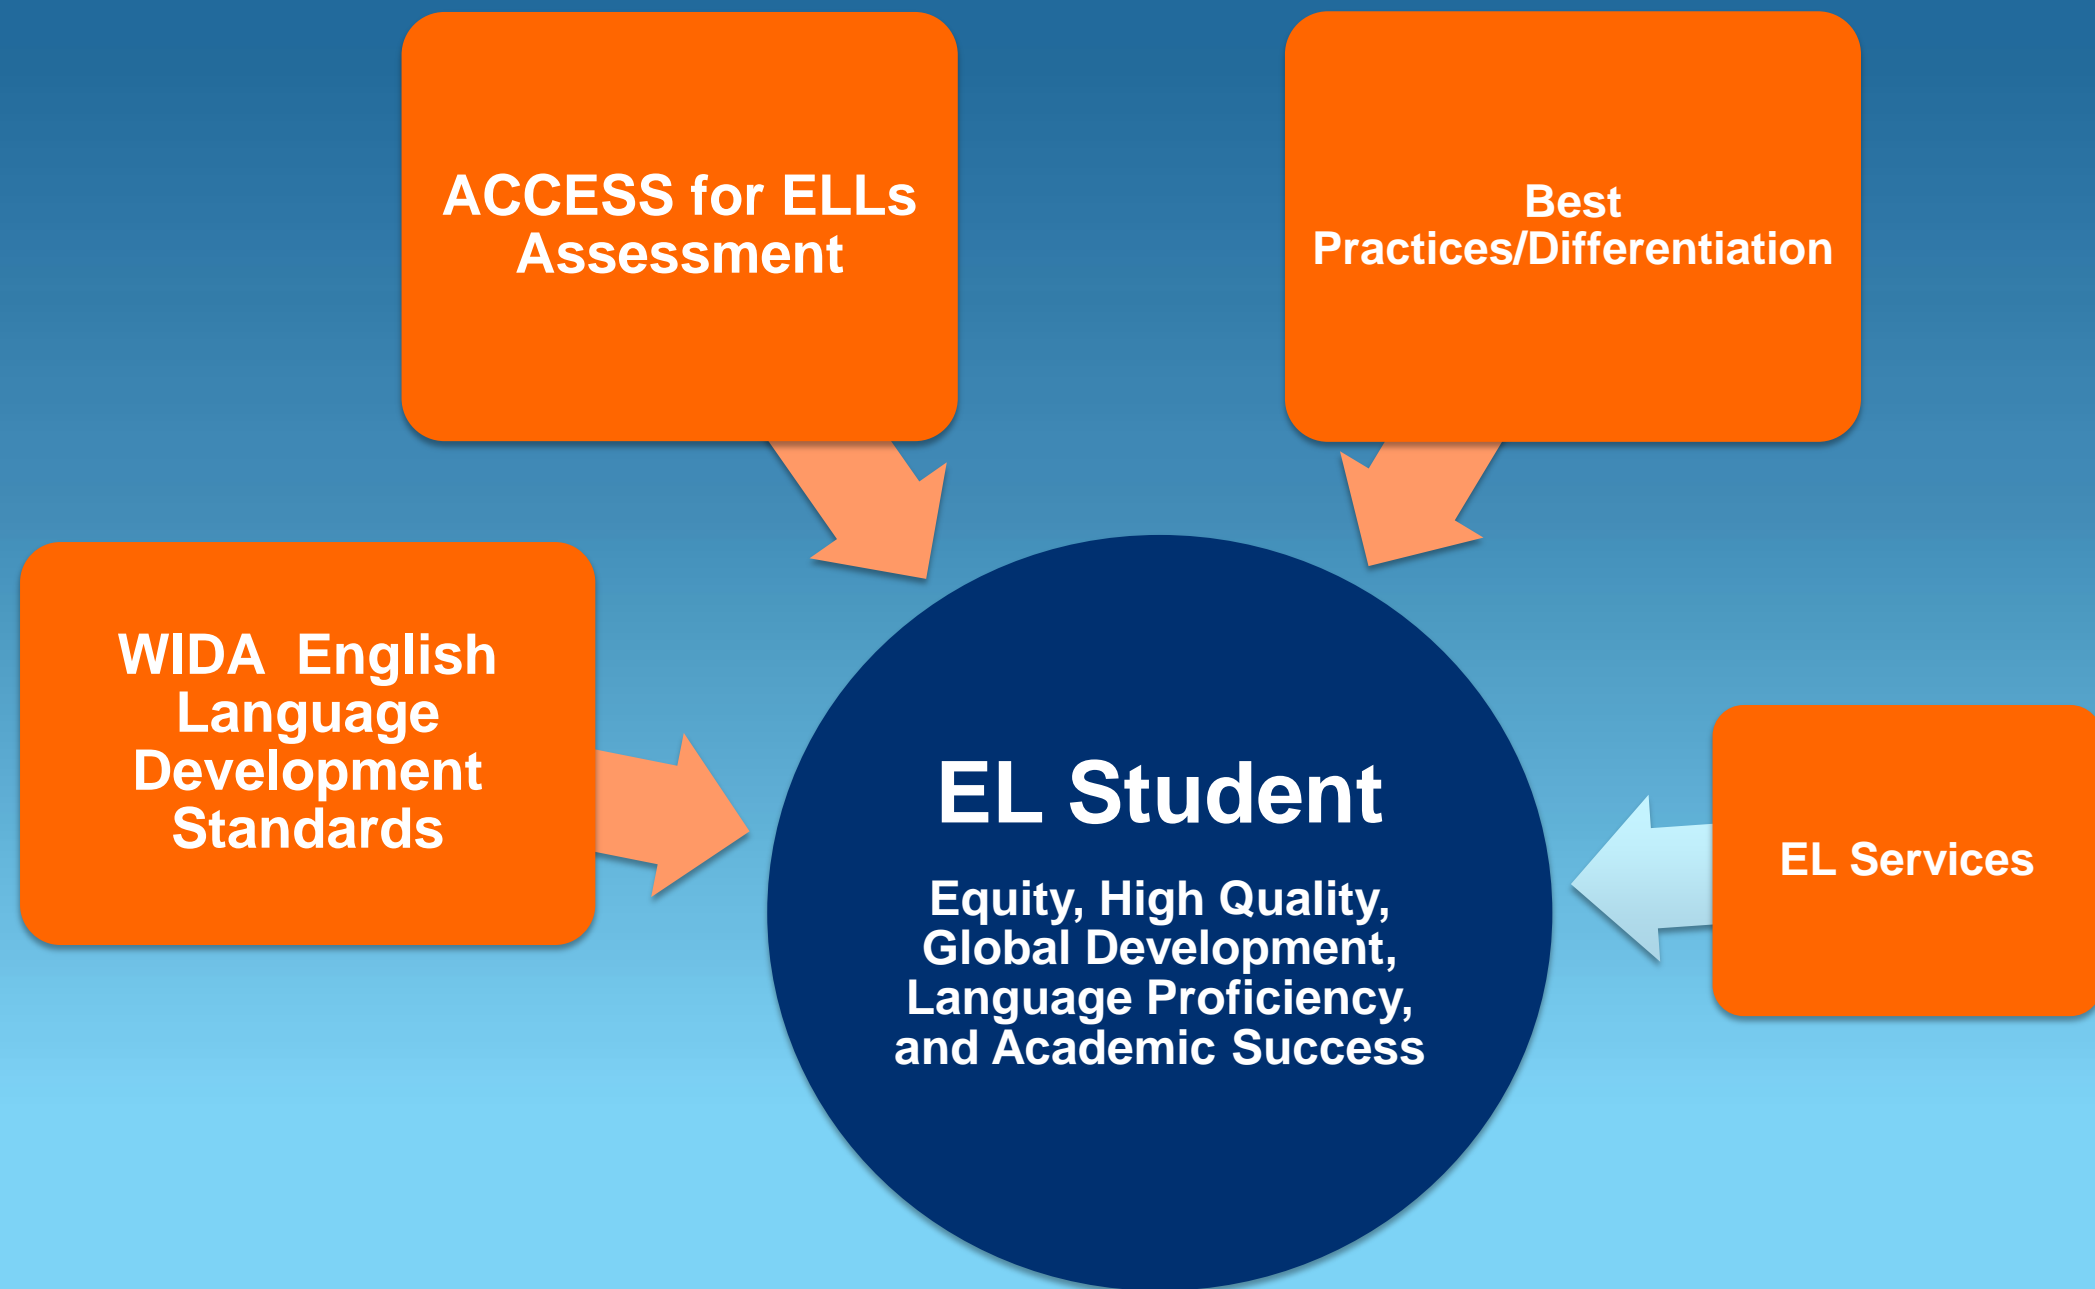 ACCESS for ELLs
Assessment
Best
Practices/Differentiation
WIDA  English
Language
Development
Standards
EL Student
Equity, High Quality,
Global Development,
Language Proficiency,
and Academic Success
EL Services